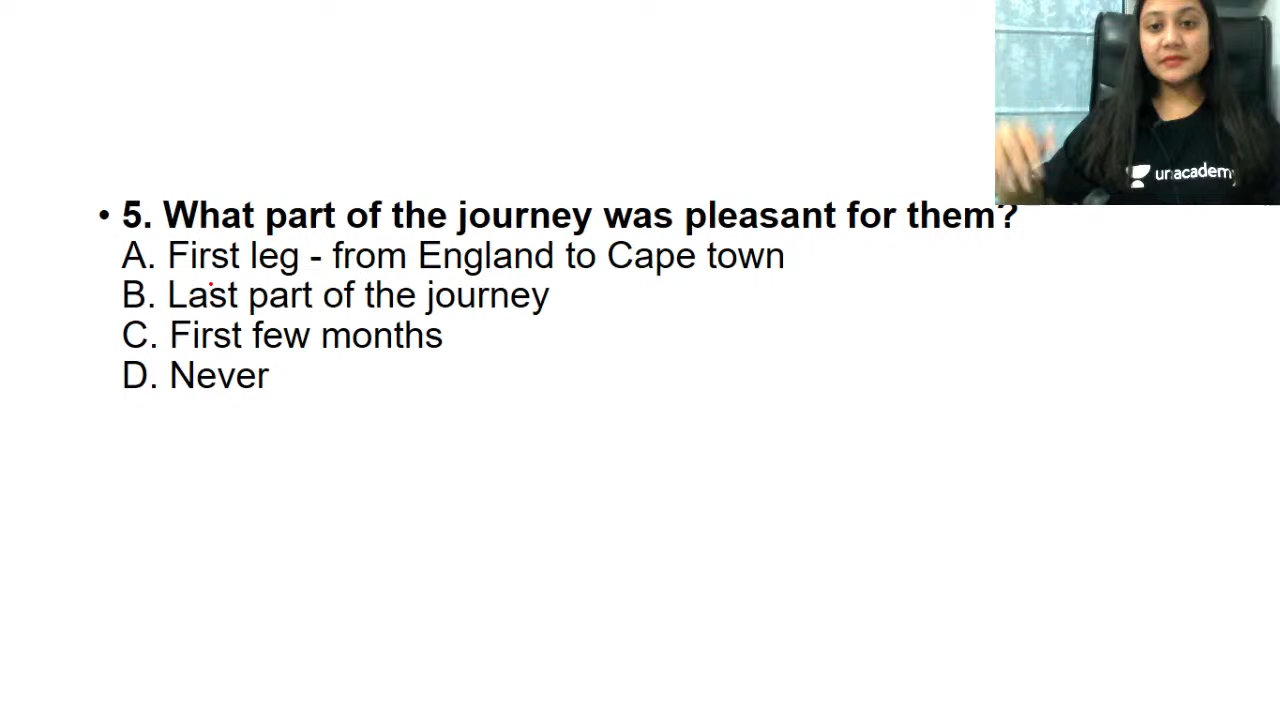 • 5. What part of the journey was pleasant for them?
A. First leg - from England to Cape town
B. Last part of the journey
C. First few months
D. Never
unacademy